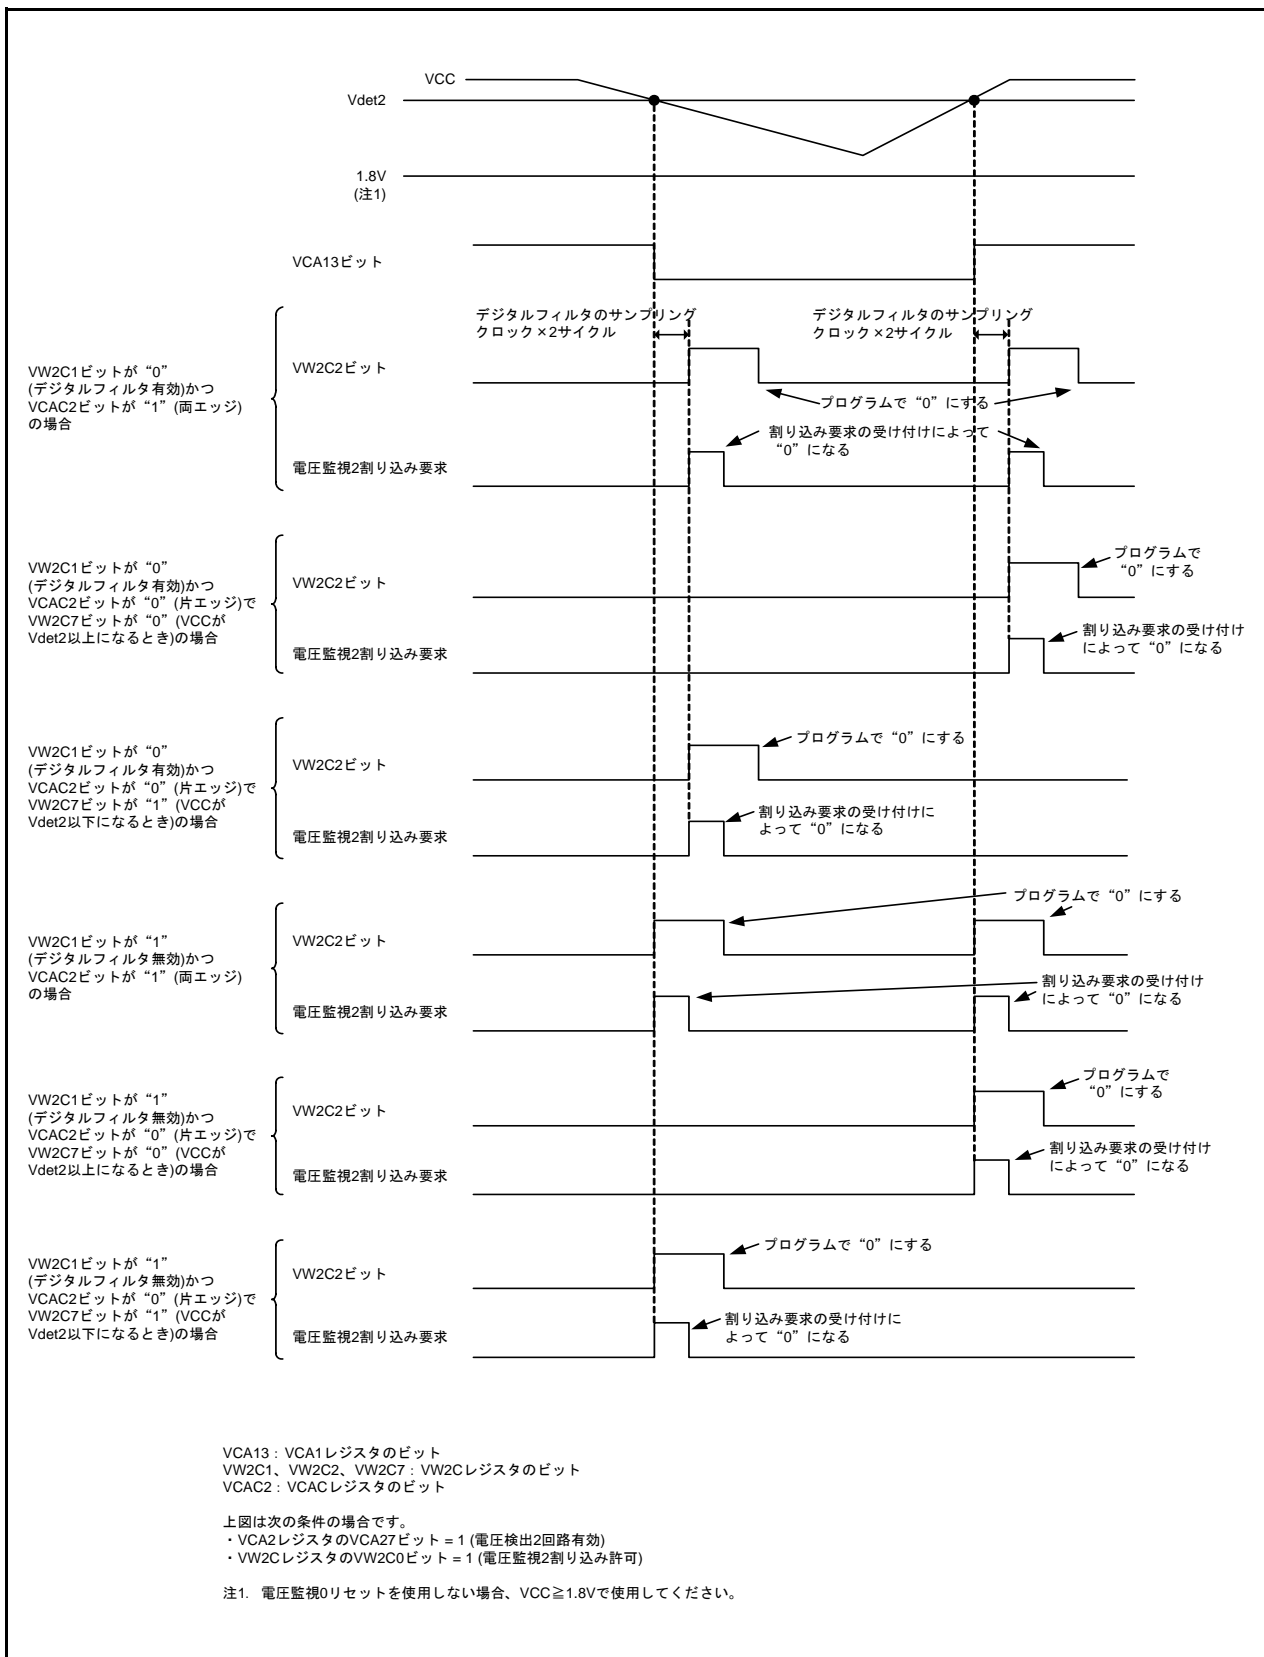 VCC
Vdet2
1.8V
(注1)
VCA13ビット
デジタルフィルタのサンプリング
クロック×2サイクル
デジタルフィルタのサンプリング
クロック×2サイクル
VW2C1ビットが“0”
(デジタルフィルタ有効)かつ
VCAC2ビットが“1”(両エッジ)
の場合
VW2C2ビット
プログラムで“0”にする
割り込み要求の受け付けによって
“0”になる
電圧監視2割り込み要求
VW2C1ビットが“0”
(デジタルフィルタ有効)かつ
VCAC2ビットが“0”(片エッジ)で
VW2C7ビットが“0”(VCCが
Vdet2以上になるとき)の場合
VW2C2ビット
プログラムで
“0”にする
電圧監視2割り込み要求
割り込み要求の受け付け
によって“0”になる
VW2C1ビットが“0”
(デジタルフィルタ有効)かつ
VCAC2ビットが“0”(片エッジ)で
VW2C7ビットが“1”(VCCが
Vdet2以下になるとき)の場合
VW2C2ビット
プログラムで“0”にする
電圧監視2割り込み要求
割り込み要求の受け付けに
よって“0”になる
VW2C1ビットが“1”
(デジタルフィルタ無効)かつ
VCAC2ビットが“1”(両エッジ)
の場合
VW2C2ビット
プログラムで“0”にする
電圧監視2割り込み要求
割り込み要求の受け付け
によって“0”になる
VW2C1ビットが“1”
(デジタルフィルタ無効)かつ
VCAC2ビットが“0”(片エッジ)で
VW2C7ビットが“0”(VCCが
Vdet2以上になるとき)の場合
VW2C2ビット
プログラムで
“0”にする
電圧監視2割り込み要求
割り込み要求の受け付け
によって“0”になる
VW2C1ビットが“1”
(デジタルフィルタ無効)かつ
VCAC2ビットが“0”(片エッジ)で
VW2C7ビットが“1”(VCCが
Vdet2以下になるとき)の場合
VW2C2ビット
プログラムで“0”にする
電圧監視2割り込み要求
割り込み要求の受け付けに
よって“0”になる
VCA13:VCA1レジスタのビット
VW2C1、VW2C2、VW2C7:VW2Cレジスタのビット
VCAC2:VCACレジスタのビット
上図は次の条件の場合です。
・VCA2レジスタのVCA27ビット=1(電圧検出2回路有効)
・VW2CレジスタのVW2C0ビット=1(電圧監視2割り込み許可)
注1. 電圧監視0リセットを使用しない場合、VCC≧1.8Vで使用してください。